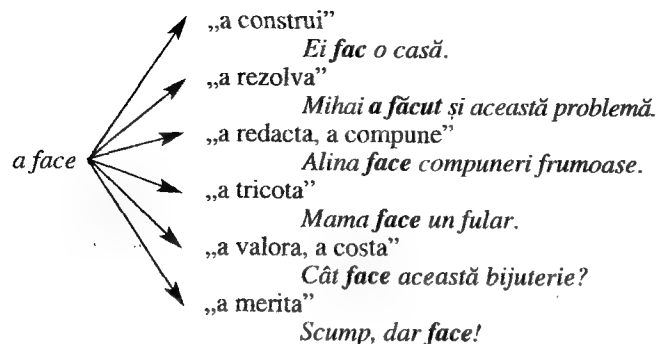 „a construi”
Ei fac o casă.
„a rezolva”
Mihai a făcut și această problemă.
„a redacta, a compune”
a face
Alina face compuneri frumoase.
„a tricota”
Mama face un fular.
„a valora, a costa”
Cât face această bijuterie?
„a merita”
Scump, dar face!